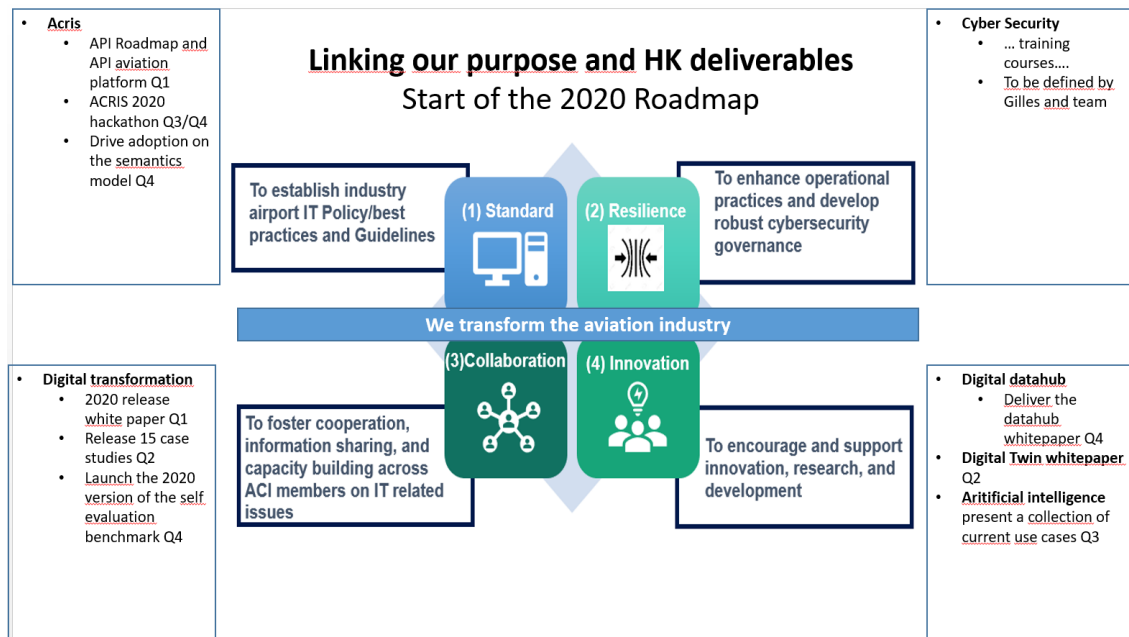 Linking our purpose and HK deliverables
Start of the 2020 Roadmap
• Acris
• API Roadmap and
API aviation
platform Q1
• ACRIS 2020
hackathon Q3/Q4
• Drive adoption on
the semantics
model Q4
• Cyber Security
• ... training
courses....
• To be defined by
Gilles and team
To establish industry
airport IT Policy/best
practices and Guidelines
(1) Standard
(2) Resilience
To enhance operational
practices and develop
robust cybersecurity
governance
We transform the aviation industry
• Digital transformation
• 2020 release
white paper Q1
• Release 15 case
studies Q2
• Launch the 2020
version of the self
evaluation
benchmark Q4
To foster cooperation,
information sharing, and
capacity building across
ACI members on IT related
issues
(3)Collaboration
(4) Innovation
To encourage and support
innovation, research, and
development
• Digital datahub
• Deliver the
datahub
whitepaper Q4
• Digital Twin whitepaper
Q2
• Aritificial intelligence
present a collection of
current use cases Q3